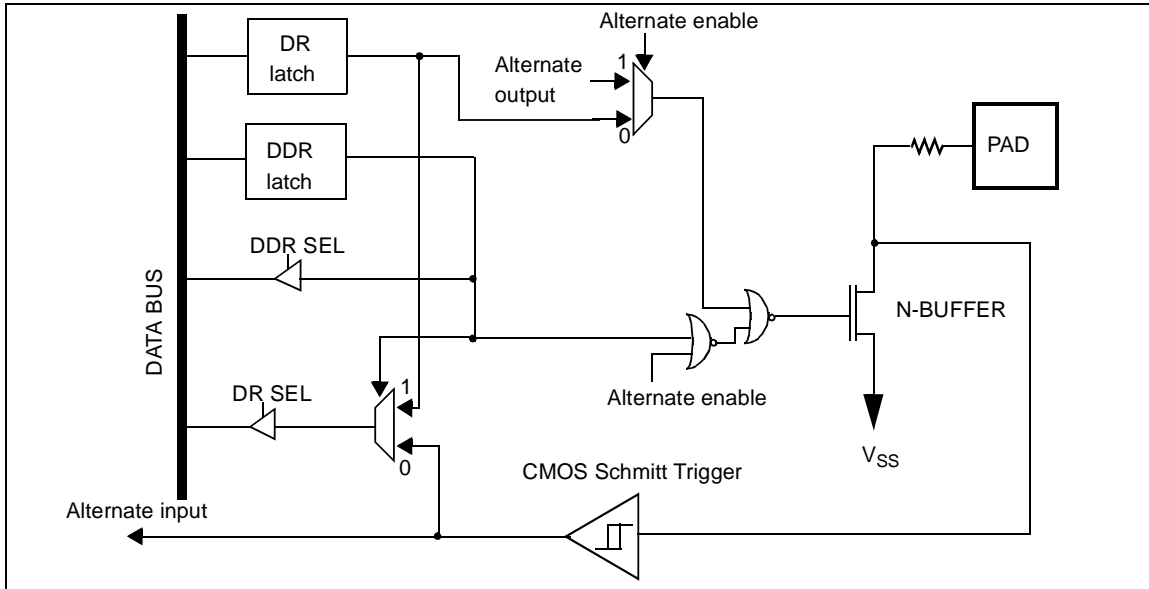 Alternate enable
DR
latch
1
Alternate
output
0
DDR
latch
PAD
DDR SEL
DATA BUS
N-BUFFER
DR SEL
1
0
Alternate enable
VSS
CMOS Schmitt Trigger
Alternate input